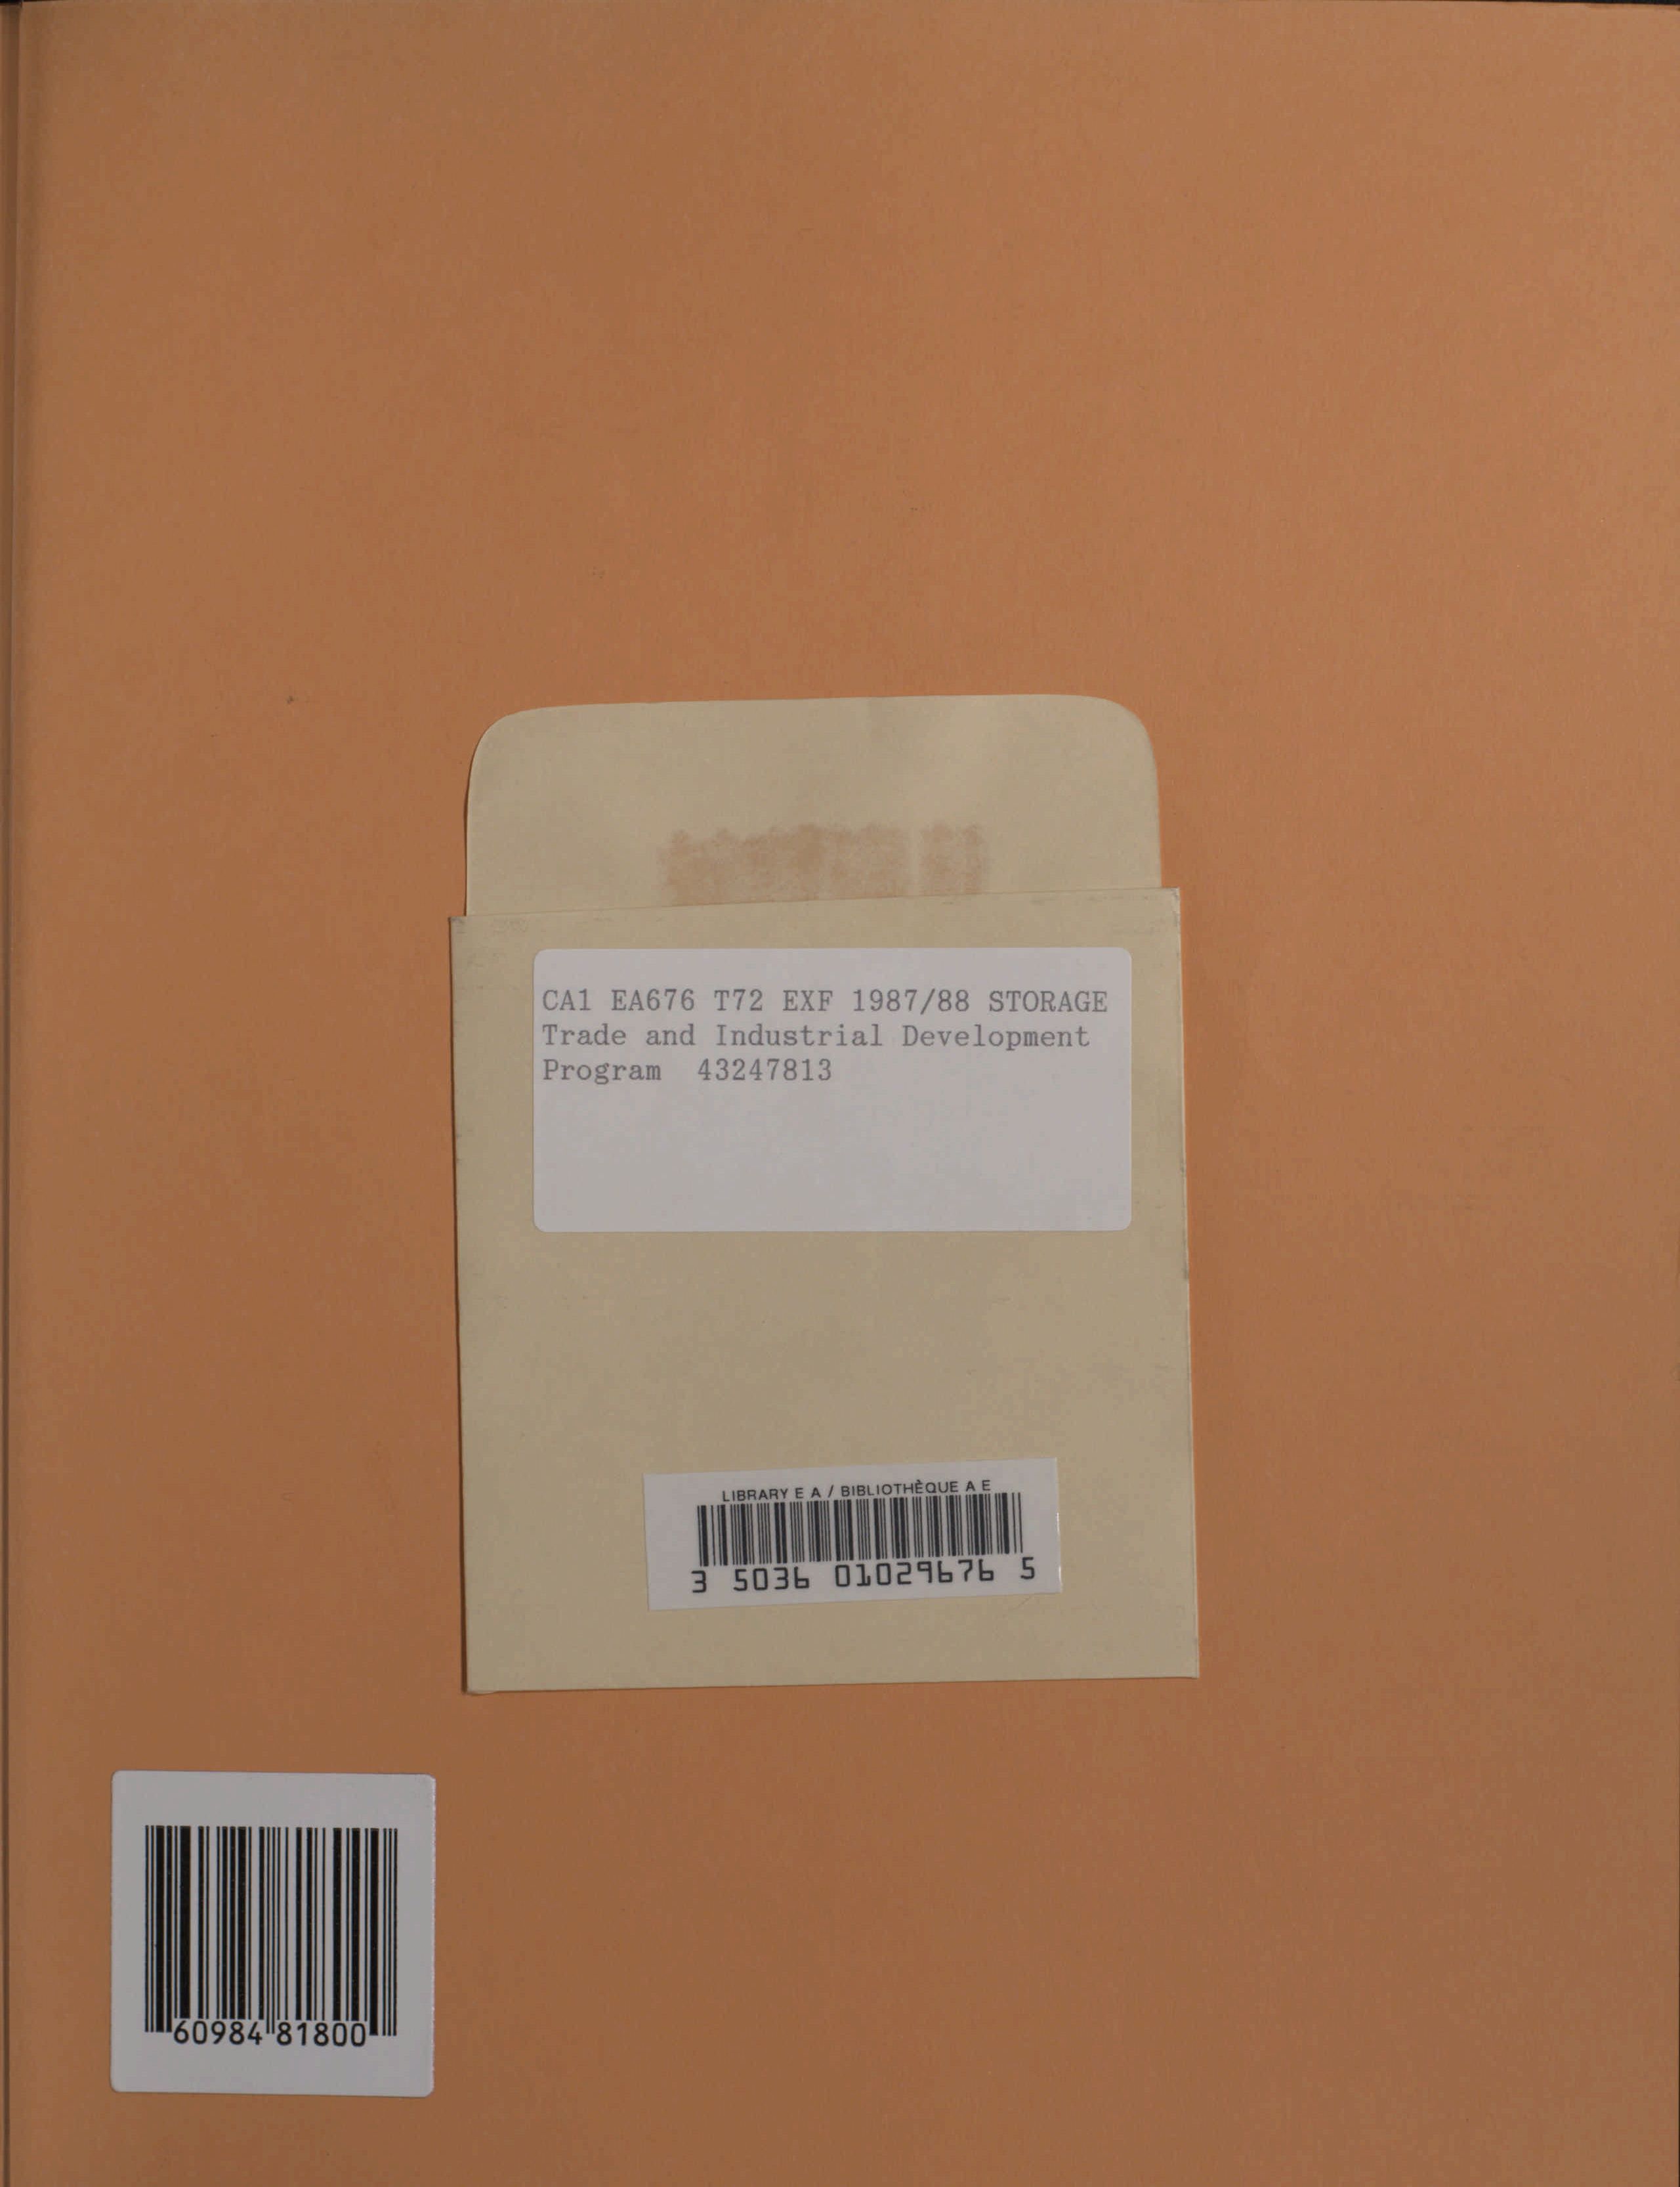 CA1 EA676 T72 EXF 1987/88 STORAGE
Trade and Industrial Development
Program 43247813
LIBRARY E A / BIBLIOTHÈQUE A E
3 5036 01029676 5
60984 81800